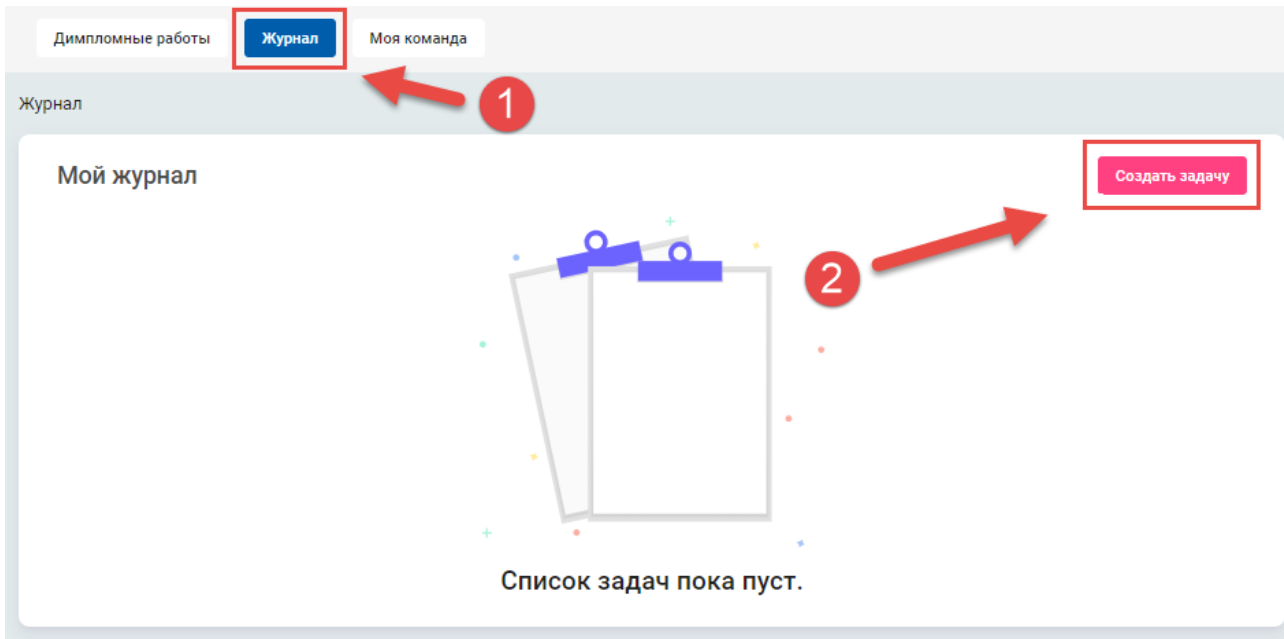 Димпломные работы
Журнал
Моя команда
1
Журнал
Мой журнал
Создать задачу
2
Список задач пока пуст.